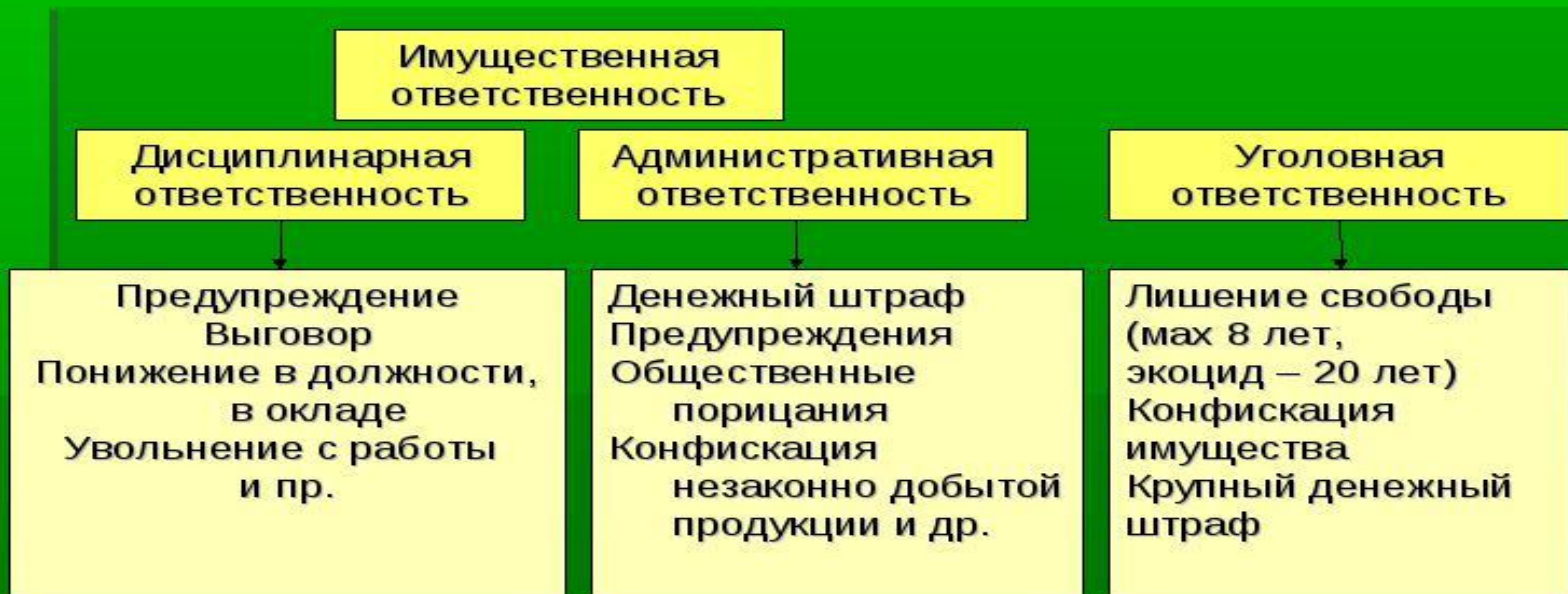 Имущественная
ответственность
Дисциплинарная
ответственность
Административная
ответственность
Уголовная
ответственность
Предупреждение
Выговор
Понижение в должности,
в окладе
Увольнение с работы
и пр.
Денежный штраф
Предупреждения
Общественные
порицания
Конфискация
незаконно добытой
продукции и др.
Лишение свободы
(мах 8 лет,
экоцид – 20 лет)
Конфискация
имущества
Крупный денежный
штраф